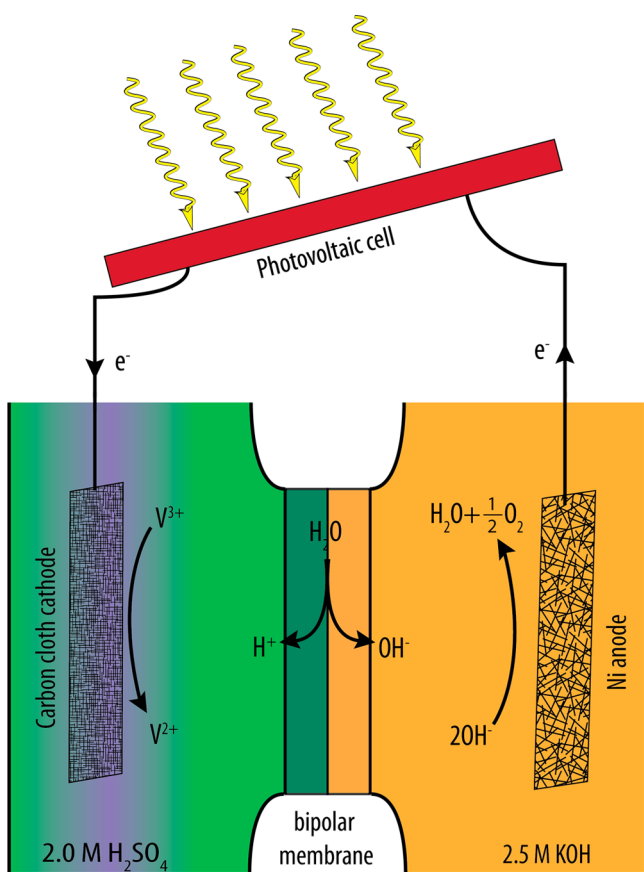 Photovoltaic cell
e⁻
e⁻
V³⁺
V²⁺
Carbon cloth cathode
2.0 M H₂SO₄
H₂O
H⁺
OH⁻
bipolar
membrane
H₂O+½O₂
2OH⁻
Ni anode
2.5 M KOH